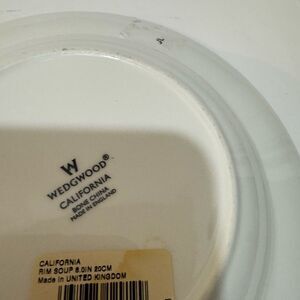 W
WEDGWOOD®
CALIFORNIA
BONE CHINA
MADE IN ENGLAND
CALIFORNIA
RIM SOUP 8.0IN 20CM
Made in UNITED KINGDOM